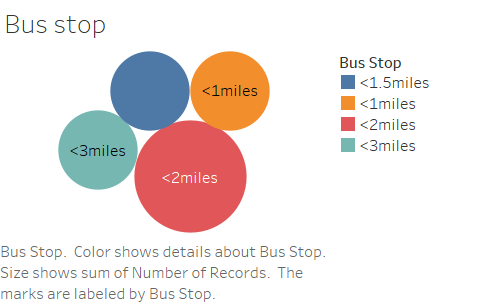 Bus stop
<1miles
<3miles
<2miles
Bus Stop
<1.5miles
<1miles
<2miles
<3miles
Bus Stop.  Color shows details about Bus Stop.
Size shows sum of Number of Records.  The
marks are labeled by Bus Stop.